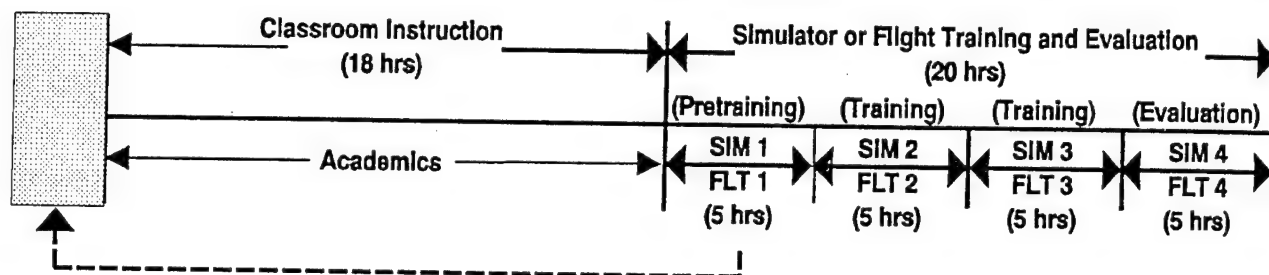 Classroom Instruction
(18 hrs)
Simulator or Flight Training and Evaluation
(20 hrs)
(Pretraining) (Training) (Training) (Evaluation)
Academics
SIM 1 SIM 2 SIM 3 SIM 4
FLT 1 FLT 2 FLT 3 FLT 4
(5 hrs) (5 hrs) (5 hrs) (5 hrs)